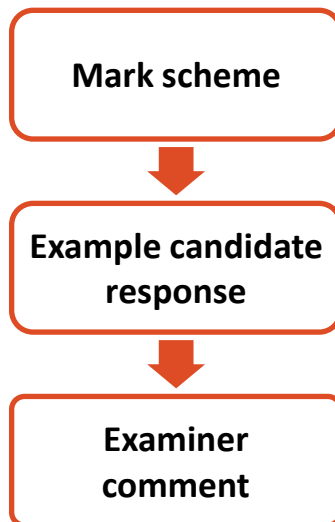 Mark scheme
Example candidate
response
Examiner
comment